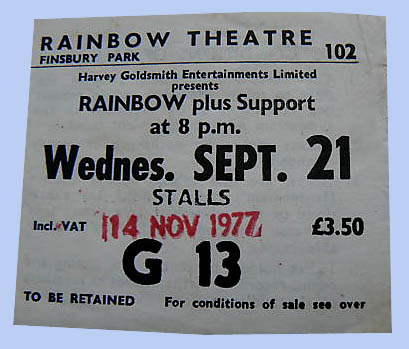 RAINBOW THEATRE
FINSBURY PARK 102
Harvey Goldsmith Entertainments Limited
presents
RAINBOW plus Support
at 8 p.m.
Wednes. SEPT. 21
STALLS
Incl. VAT 14 NOV 1977 £3.50
G 13
TO BE RETAINED For conditions of sale see over